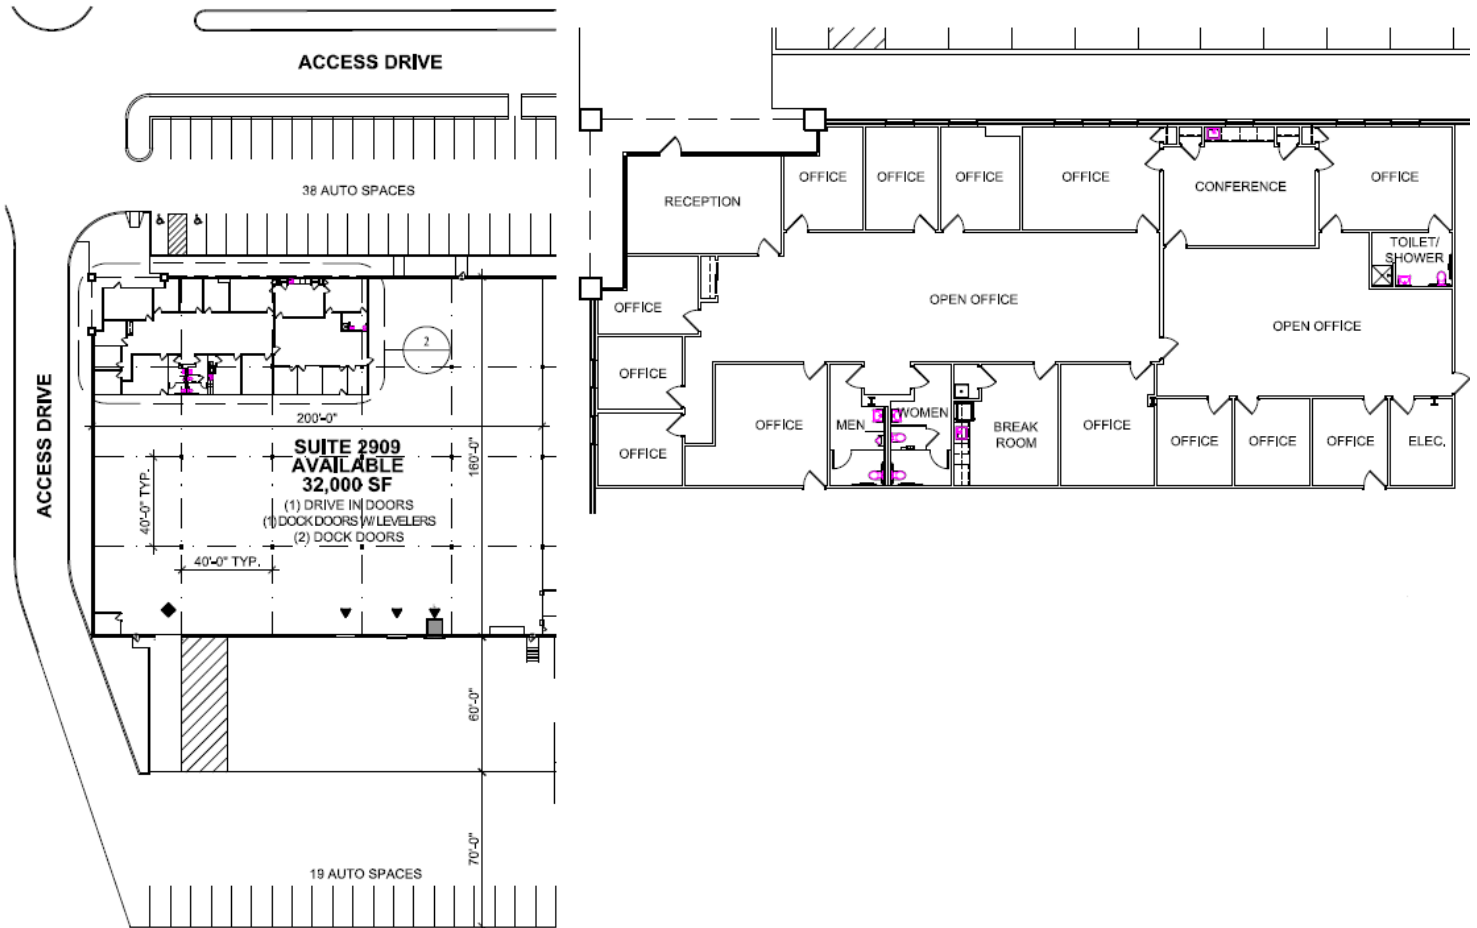 ACCESS DRIVE
38 AUTO SPACES
2
ACCESS DRIVE
200'-0"
SUITE 2909
AVAILABLE
32,000 SF
(1) DRIVE IN DOORS
(1) DOCK DOORS W/ LEVELERS
(2) DOCK DOORS
160'-0"
40'-0" TYP.
40'-0" TYP.
60'-0"
70'-0"
19 AUTO SPACES
RECEPTION
OFFICE
OFFICE
OFFICE
OFFICE
CONFERENCE
OFFICE
TOILET/
SHOWER
OFFICE
OPEN OFFICE
OPEN OFFICE
OFFICE
OFFICE
OFFICE
MEN
WOMEN
BREAK
ROOM
OFFICE
OFFICE
OFFICE
OFFICE
ELEC.